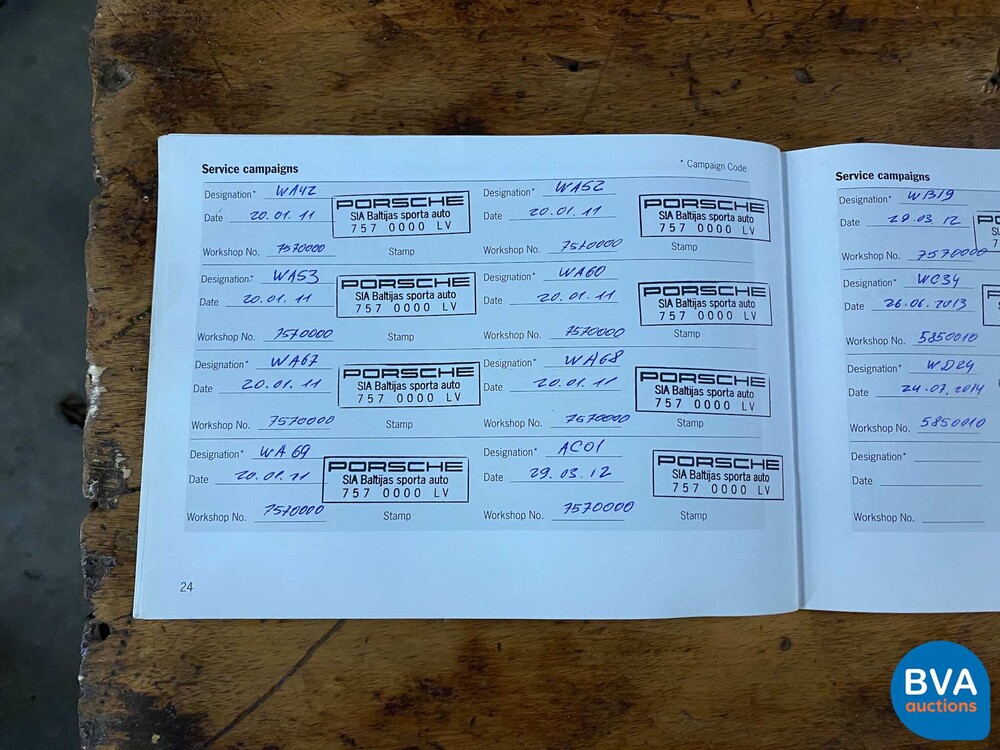 Service campaigns
* Campaign Code
Designation* WA42
PORSCHE
SIA Baltijas sporta auto
757 0000 LV
Date 20.01.11
Workshop No. 7570000
Stamp
Designation* WA52
PORSCHE
SIA Baltijas sporta auto
757 0000 LV
Date 20.01.11
Workshop No. 7570000
Stamp
Designation* WA53
PORSCHE
SIA Baltijas sporta auto
757 0000 LV
Date 20.01.11
Workshop No. 7570000
Stamp
Designation* WA60
PORSCHE
SIA Baltijas sporta auto
757 0000 LV
Date 20.01.11
Workshop No. 7570000
Stamp
Designation* WA67
PORSCHE
SIA Baltijas sporta auto
757 0000 LV
Date 20.01.11
Workshop No. 7570000
Stamp
Designation* WA68
PORSCHE
SIA Baltijas sporta auto
757 0000 LV
Date 20.01.11
Workshop No. 7570000
Stamp
Designation* WA69
PORSCHE
SIA Baltijas sporta auto
757 0000 LV
Date 20.01.11
Workshop No. 7570000
Stamp
Designation* AC01
PORSCHE
SIA Baltijas sporta auto
757 0000 LV
Date 29.03.12
Workshop No. 7570000
Stamp
24
Service campaigns
Designation* WB19
Date 29.03.12
Workshop No. 7570000
Designation* WC34
Date 26.06.2013
Workshop No. 5850010
Designation* WD24
Date 24.07.2014
Workshop No. 5850010
Designation*
Date
Workshop No.
BVA
auctions